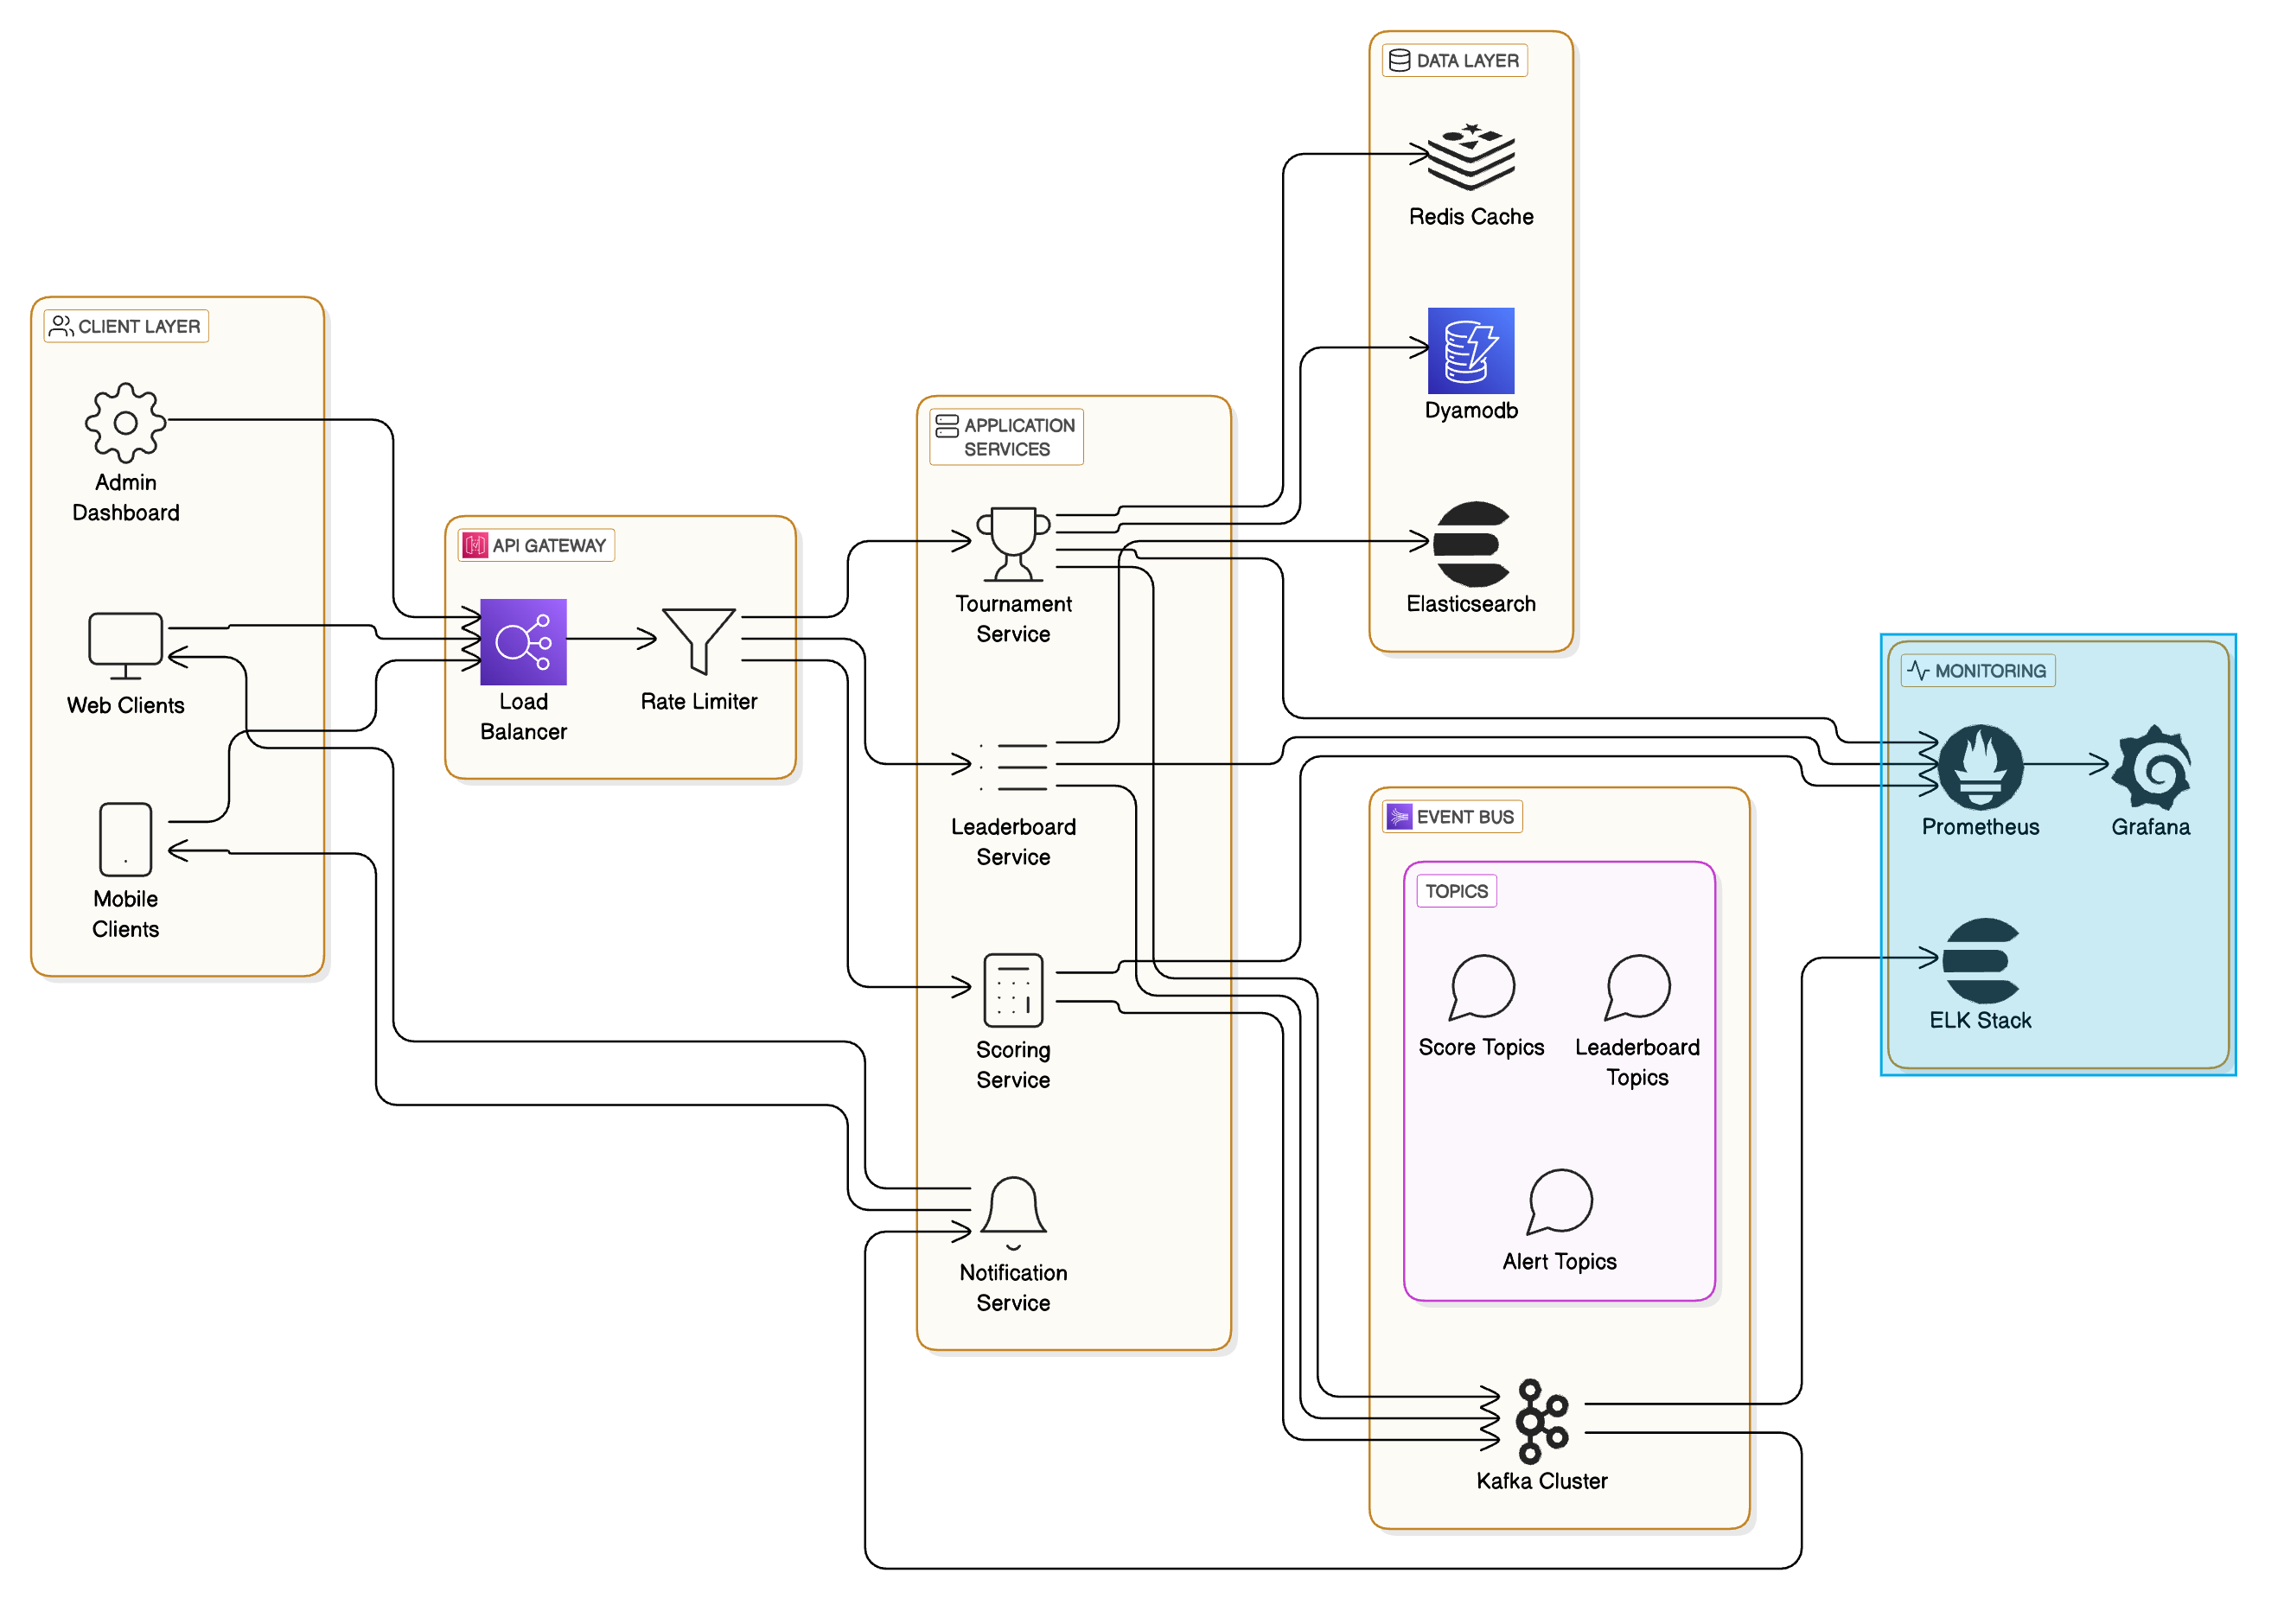 DATA LAYER
Redis Cache
Dyamodb
Elasticsearch
CLIENT LAYER
Admin
Dashboard
Web Clients
Mobile
Clients
API GATEWAY
Load
Balancer
Rate Limiter
APPLICATION
SERVICES
Tournament
Service
Leaderboard
Service
Scoring
Service
Notification
Service
MONITORING
Prometheus
Grafana
ELK Stack
EVENT BUS
TOPICS
Score Topics
Leaderboard
Topics
Alert Topics
Kafka Cluster